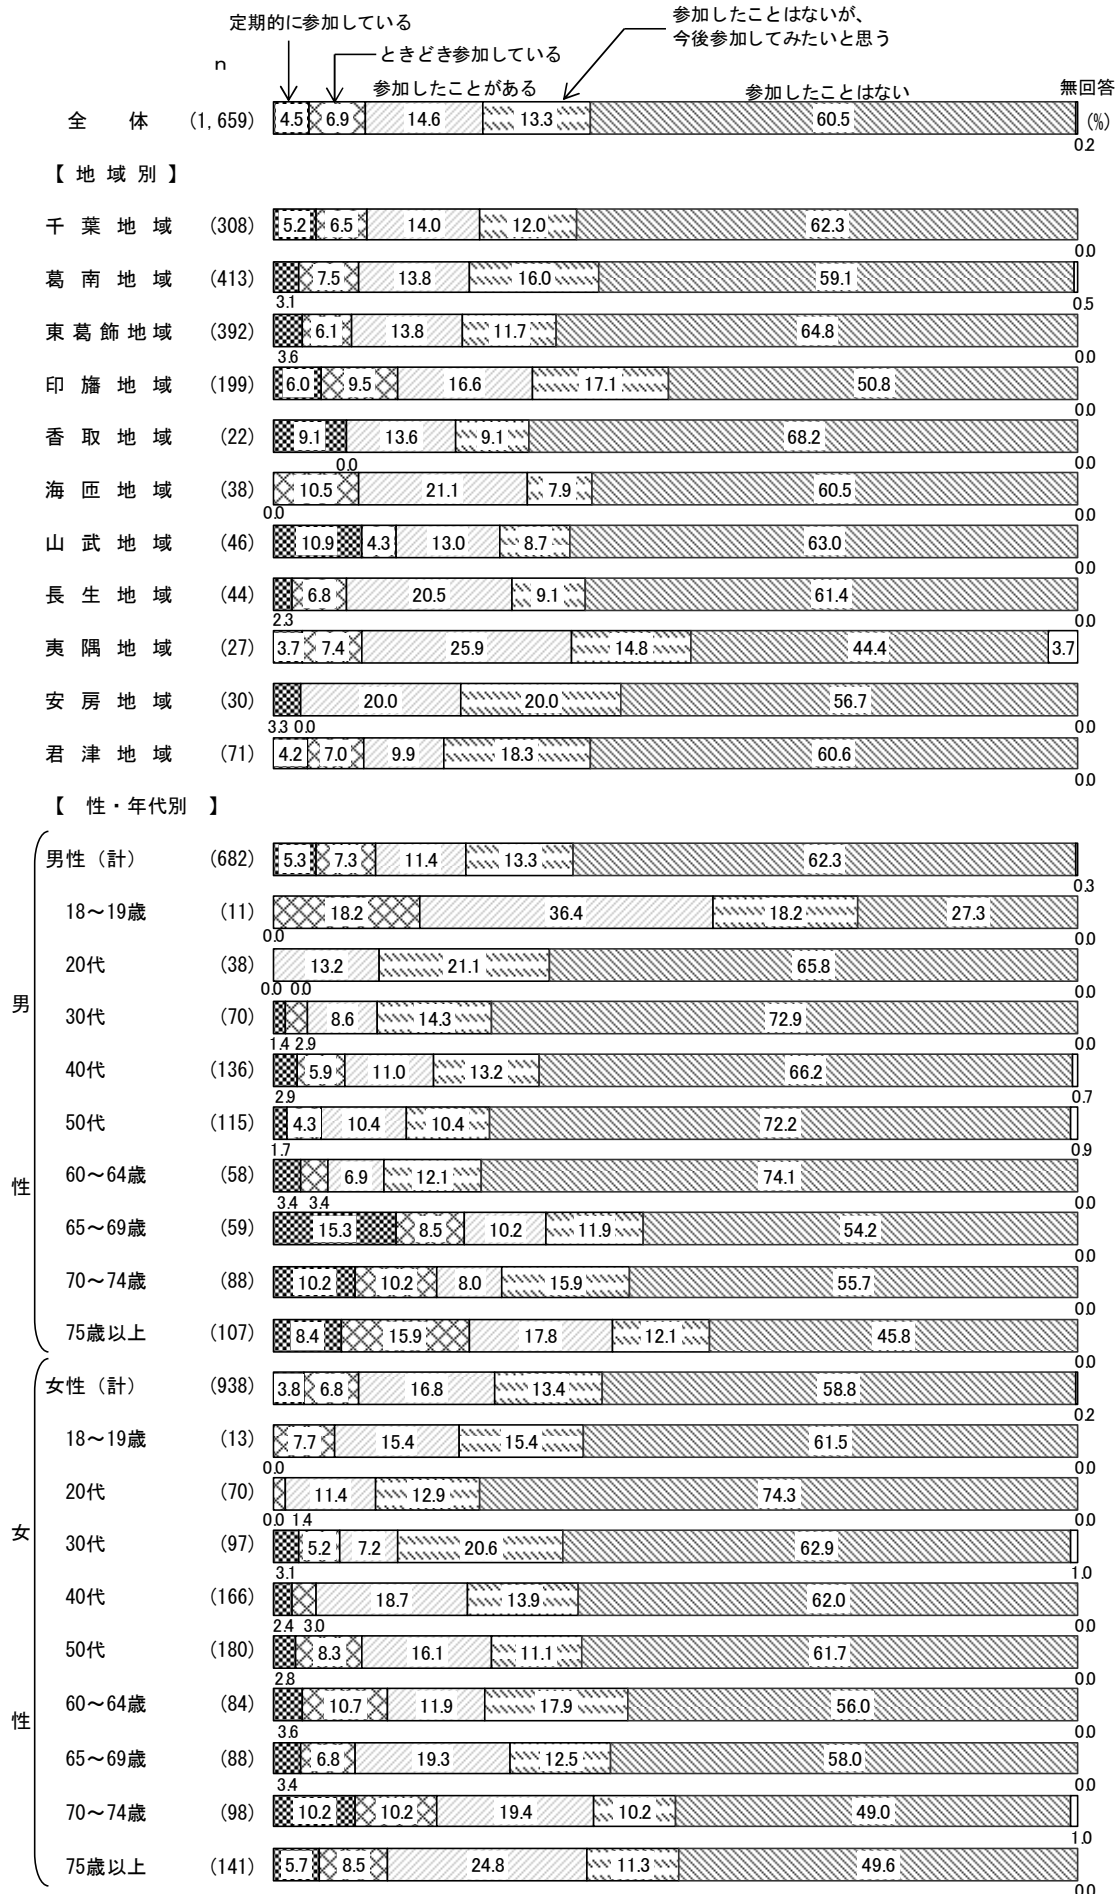 定期的に参加している
参加したことはないが、
今後参加してみたいと思う
ときどき参加している
n
参加したことがある
参加したことはない
無回答
全体 (1,659) 4.5 6.9 14.6 13.3 60.5 (%)
0.2
【地域別】
千葉地域 (308) 5.2 6.5 14.0 12.0 62.3
0.0
葛南地域 (413) 7.5 13.8 16.0 59.1
3.1 0.5
東葛飾地域 (392) 6.1 13.8 11.7 64.8
3.6 0.0
印旛地域 (199) 6.0 9.5 16.6 17.1 50.8
0.0
香取地域 (22) 9.1 13.6 9.1 68.2
0.0 0.0
海匝地域 (38) 10.5 21.1 7.9 60.5
0.0 0.0
山武地域 (46) 10.9 4.3 13.0 8.7 63.0
0.0
長生地域 (44) 6.8 20.5 9.1 61.4
2.3 0.0
夷隅地域 (27) 3.7 7.4 25.9 14.8 44.4 3.7
安房地域 (30) 20.0 20.0 56.7
3.3 0.0 0.0
君津地域 (71) 4.2 7.0 9.9 18.3 60.6
0.0
【 性・年代別 】
男性
男性(計) (682) 5.3 7.3 11.4 13.3 62.3
0.3
18~19歳 (11) 18.2 36.4 18.2 27.3
0.0 0.0
20代 (38) 13.2 21.1 65.8
0.0 0.0 0.0
30代 (70) 8.6 14.3 72.9
1.4 2.9 0.0
40代 (136) 5.9 11.0 13.2 66.2
2.9 0.7
50代 (115) 4.3 10.4 10.4 72.2
1.7 0.9
60~64歳 (58) 6.9 12.1 74.1
3.4 3.4 0.0
65~69歳 (59) 15.3 8.5 10.2 11.9 54.2
0.0
70~74歳 (88) 10.2 10.2 8.0 15.9 55.7
0.0
75歳以上 (107) 8.4 15.9 17.8 12.1 45.8
0.0
女性
女性(計) (938) 3.8 6.8 16.8 13.4 58.8
0.2
18~19歳 (13) 7.7 15.4 15.4 61.5
0.0 0.0
20代 (70) 11.4 12.9 74.3
0.0 1.4 0.0
30代 (97) 5.2 7.2 20.6 62.9
3.1 1.0
40代 (166) 18.7 13.9 62.0
2.4 3.0 0.0
50代 (180) 8.3 16.1 11.1 61.7
2.8 0.0
60~64歳 (84) 10.7 11.9 17.9 56.0
3.6 0.0
65~69歳 (88) 6.8 19.3 12.5 58.0
3.4 0.0
70~74歳 (98) 10.2 10.2 19.4 10.2 49.0
1.0
75歳以上 (141) 5.7 8.5 24.8 11.3 49.6
0.0